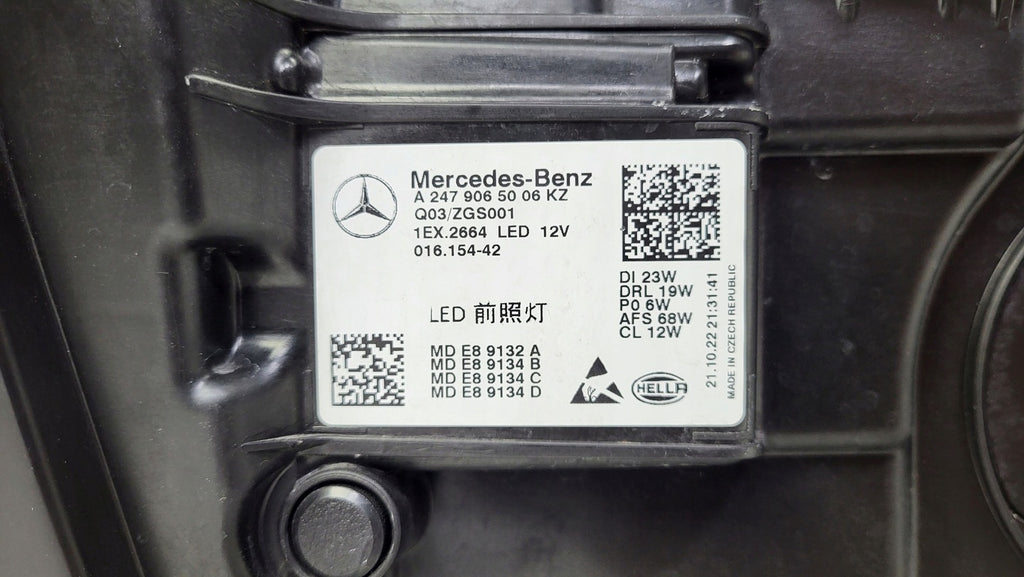 Mercedes-Benz
A 247 906 50 06 KZ
Q03/ZGS001
1EX.2664 LED 12V
016.154-42
DI 23W
DRL 19W
PO 6W
AFS 68W
CL 12W
21.10.22 21:31:41
MADE IN CZECH REPUBLIC
LED 前照灯
MD E8 9132 A
MD E8 9134 B
MD E8 9134 C
MD E8 9134 D
HELLA